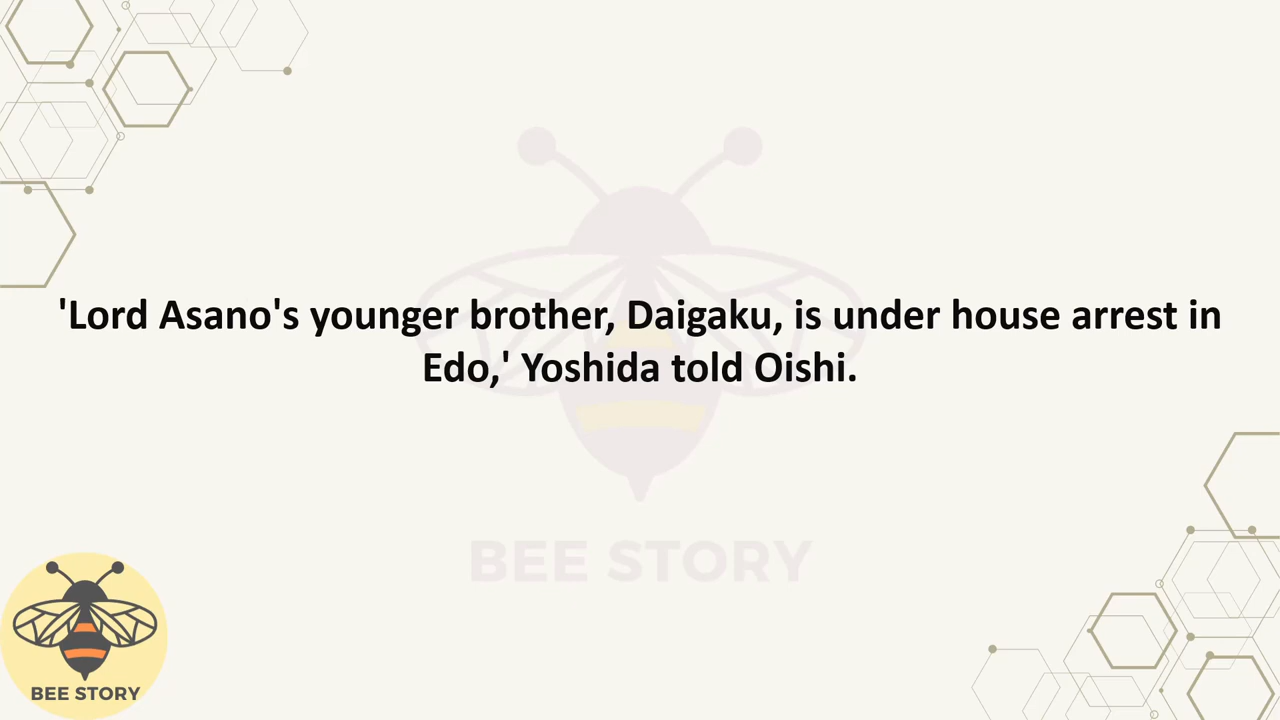 'Lord Asano's younger brother, Daigaku, is under house arrest in
Edo,' Yoshida told Oishi.
BEE STORY
BEE STORY